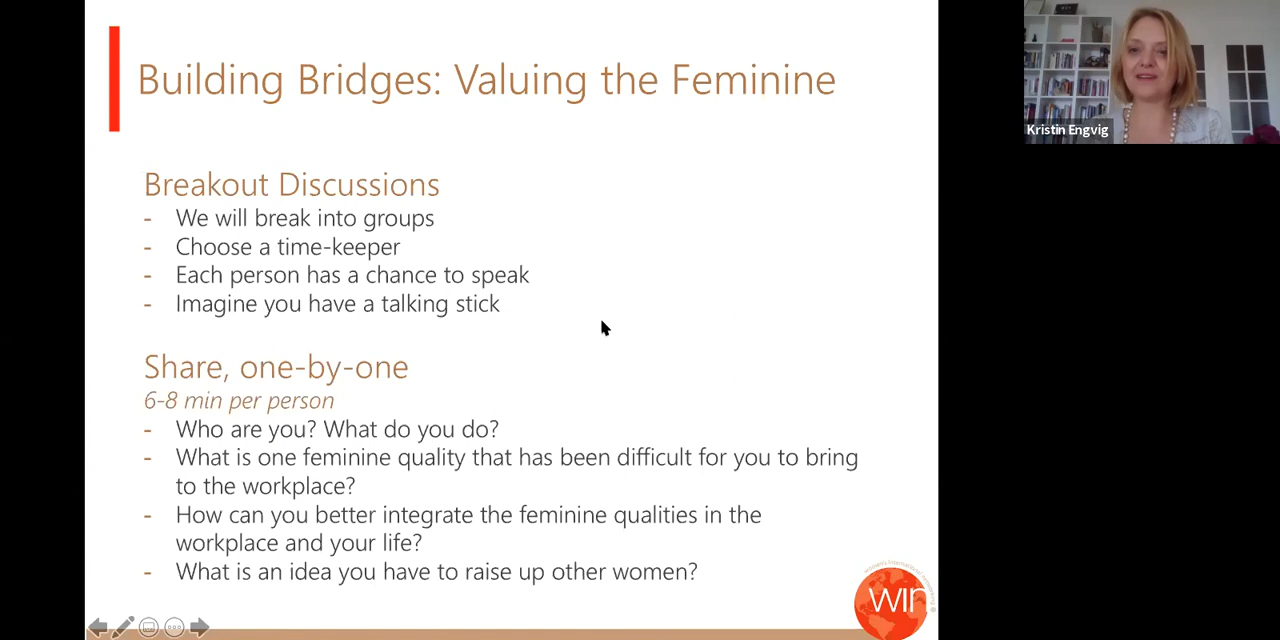 Building Bridges: Valuing the Feminine
Kristin Engvig
Breakout Discussions
- We will break into groups
- Choose a time-keeper
- Each person has a chance to speak
- Imagine you have a talking stick
Share, one-by-one
6-8 min per person
- Who are you? What do you do?
- What is one feminine quality that has been difficult for you to bring
to the workplace?
- How can you better integrate the feminine qualities in the
workplace and your life?
- What is an idea you have to raise up other women?
win